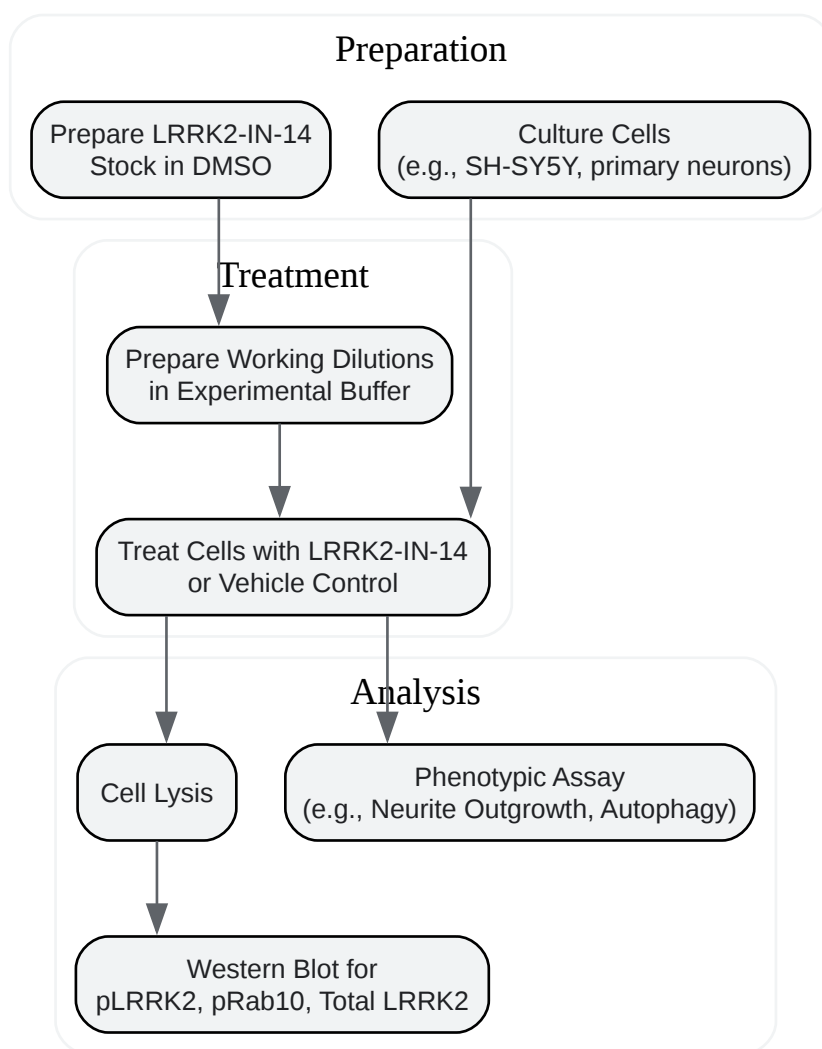 Preparation
Prepare LRRK2-IN-14
Stock in DMSO
Culture Cells
(e.g., SH-SY5Y, primary neurons)
Treatment
Prepare Working Dilutions
in Experimental Buffer
Treat Cells with LRRK2-IN-14
or Vehicle Control
Analysis
Cell Lysis
Phenotypic Assay
(e.g., Neurite Outgrowth, Autophagy)
Western Blot for
pLRRK2, pRab10, Total LRRK2